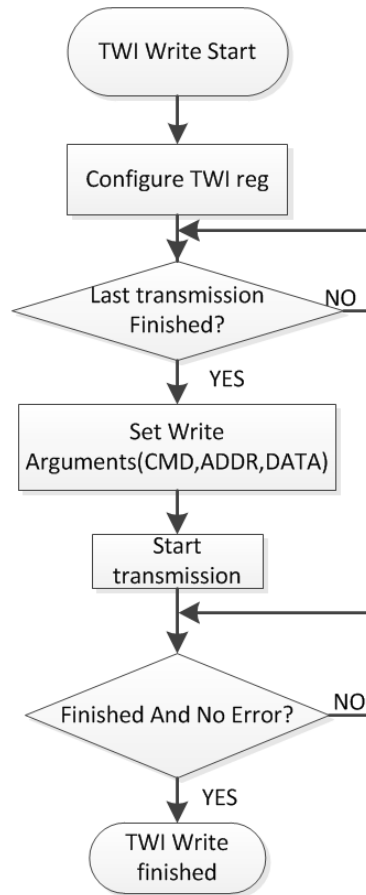 TWI Write Start
Configure TWI reg
Last transmission
Finished?
NO
YES
Set Write
Arguments(CMD,ADDR,DATA)
Start
transmission
Finished And No Error?
NO
YES
TWI Write
finished